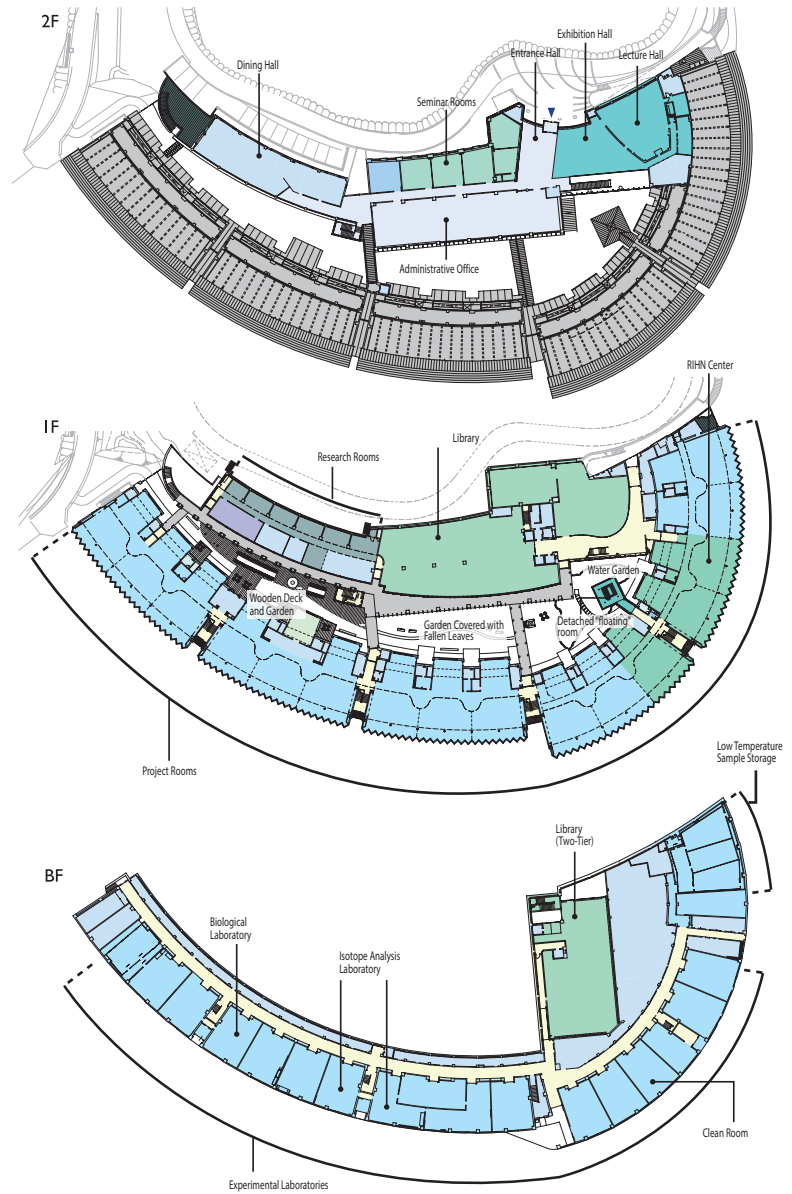 2F
Exhibition Hall
Entrance Hall
Lecture Hall
Dining Hall
Seminar Rooms
Administrative Office
RIHN Center
1F
Library
Research Rooms
Water Garden
Wooden Deck
and Garden
Garden Covered with
Fallen Leaves
Detached "floating"
room
Project Rooms
Low Temperature
Sample Storage
Library
(Two-Tier)
BF
Biological
Laboratory
Isotope Analysis
Laboratory
Clean Room
Experimental Laboratories